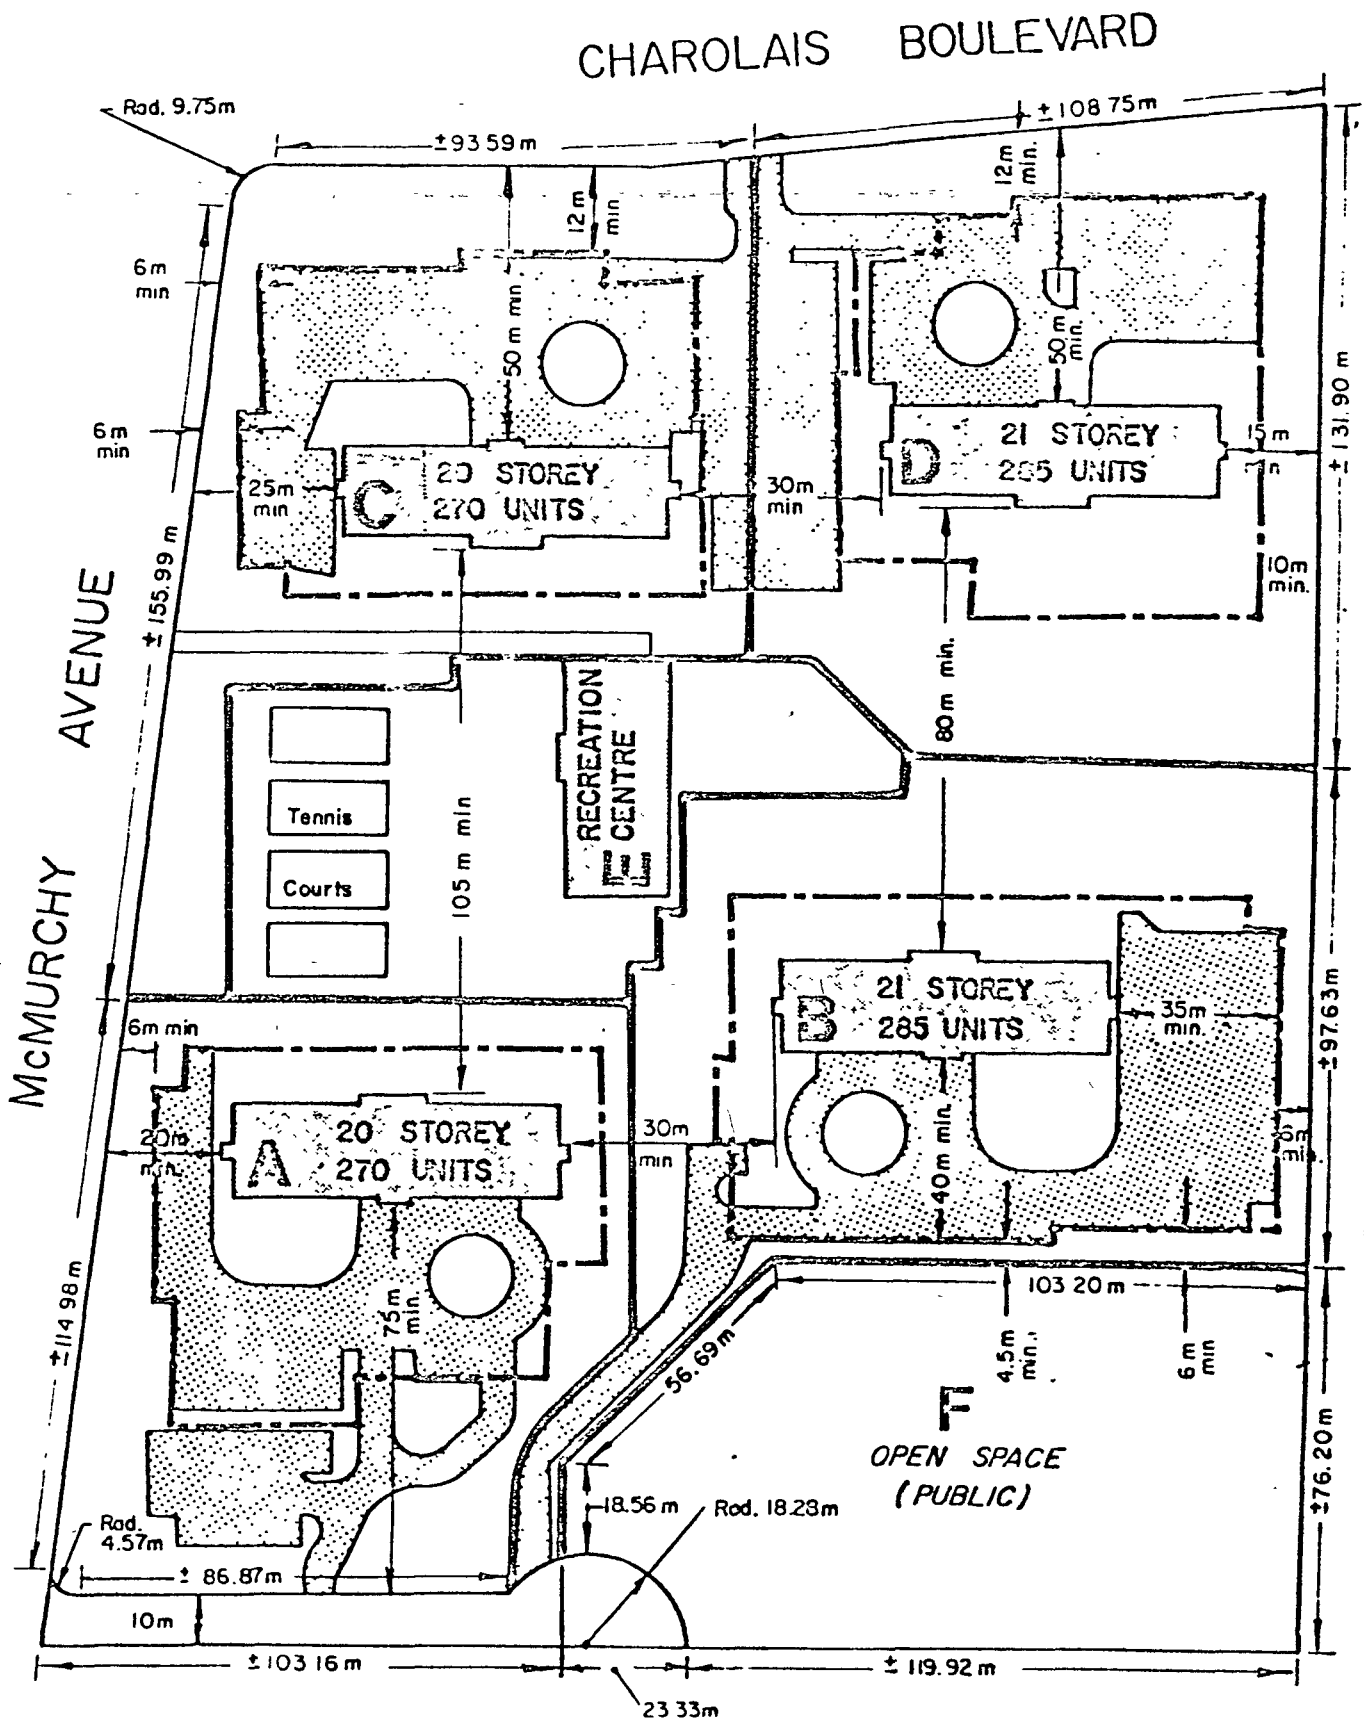 CHAROLAIS BOULEVARD
Rad. 9.75m
±93.59m
±108.75m
12m
min.
12m
min
6m
min
50m min
D
50m
min.
±131.90 m
6m
min
21 STOREY
285 UNITS
D
15m
20 STOREY
270 UNITS
C
25m
min
30m
min
10m
min.
±155.99 m
McMURCHY AVENUE
80m min.
RECREATION
CENTRE
E
Tennis
Courts
105m min
21 STOREY
285 UNITS
B
35m
min.
±97.63m
6m min
20 STOREY
270 UNITS
A
20m
min.
30m
min
40m min.
75m
min.
103.20 m
4.5m
min.
6m
min
56.69m
±114.98m
F
OPEN SPACE
(PUBLIC)
±76.20m
18.56 m
Rad. 18.28m
Rad.
4.57m
± 86.87m
10m
±103.16m
± 119.92m
23.33m